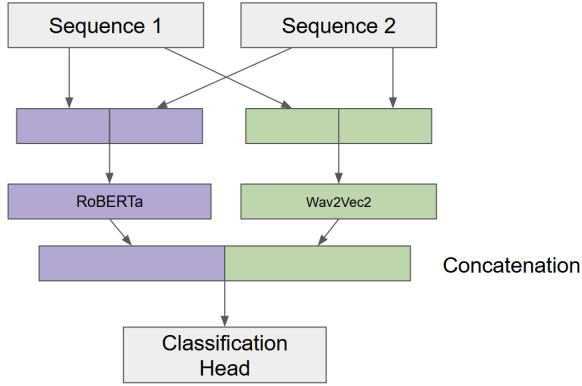 Sequence 1
Sequence 2
RoBERTa
Wav2Vec2
Concatenation
Classification
Head